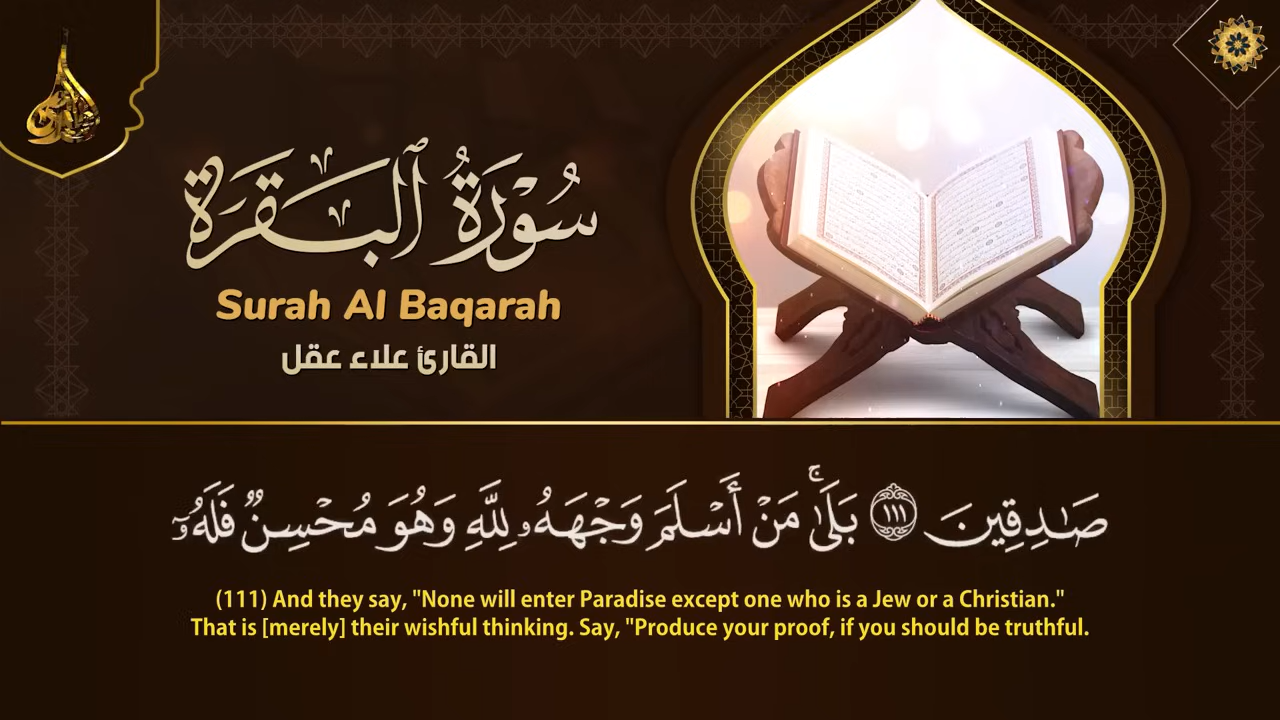 سُورَةُ ٱلْبَقَرَةِ
Surah Al Baqarah
القارئ علاء عقل
صَـٰدِقِينَ ١١١ بَلَىٰۚ مَنْ أَسْلَمَ وَجْهَهُۥ لِلَّهِ وَهُوَ مُحْسِنٌۭ فَلَهُۥٓ
(111) And they say, "None will enter Paradise except one who is a Jew or a Christian."
That is [merely] their wishful thinking. Say, "Produce your proof, if you should be truthful.